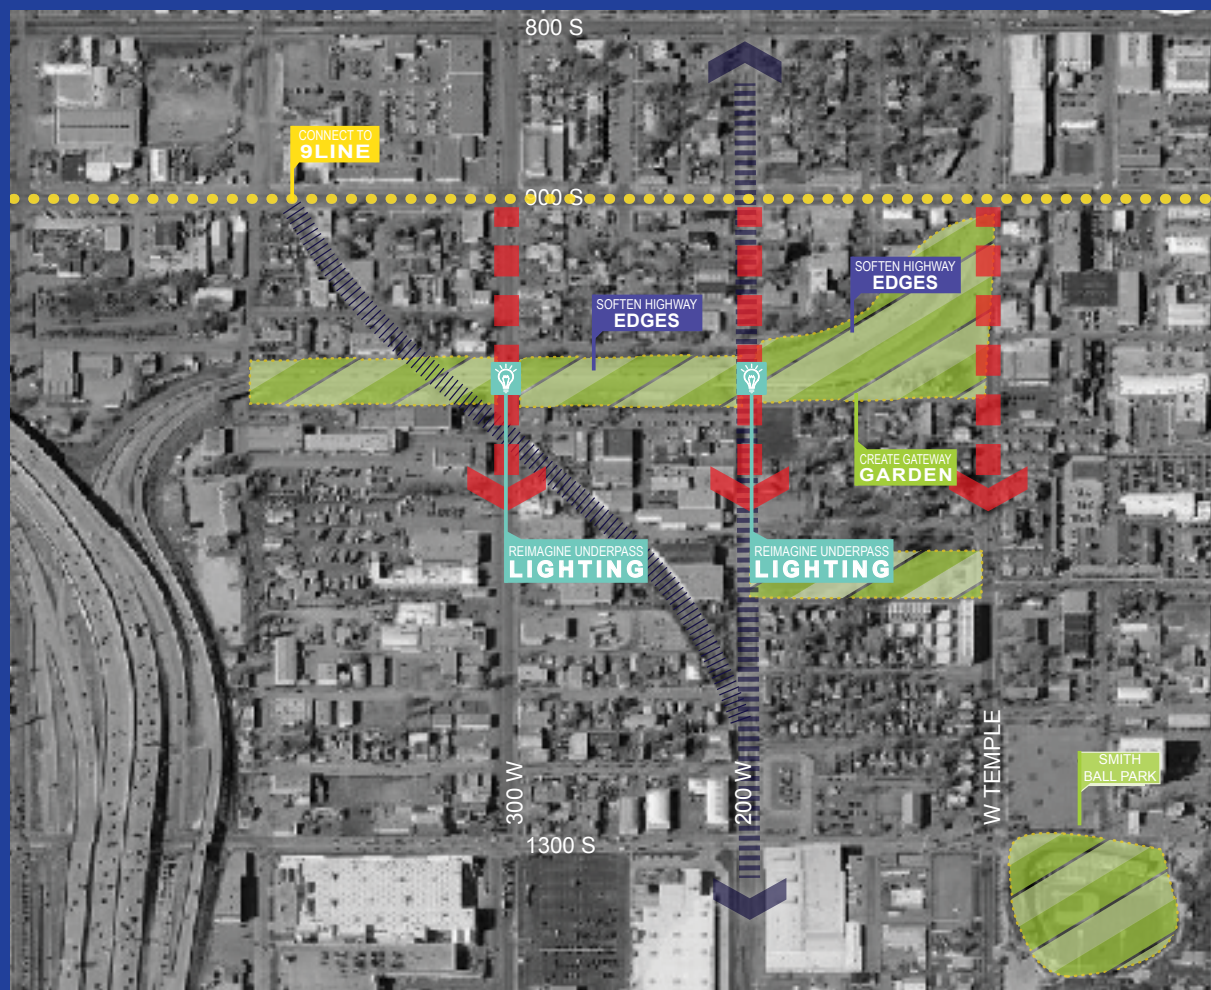 800 S
CONNECT TO
9LINE
900 S
SOFTEN HIGHWAY
EDGES
SOFTEN HIGHWAY
EDGES
CREATE GATEWAY
GARDEN
REIMAGINE UNDERPASS
LIGHTING
REIMAGINE UNDERPASS
LIGHTING
300 W
200 W
W TEMPLE
SMITH
BALL PARK
1300 S